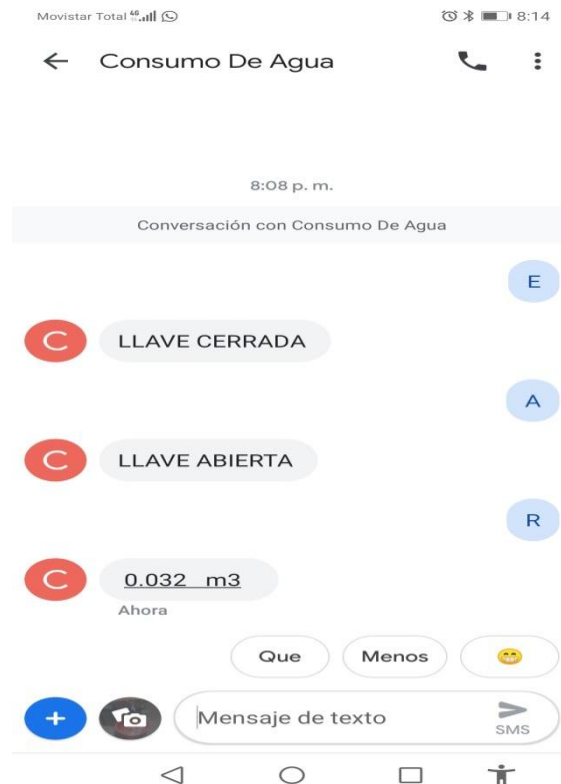 Movistar Total 4G 8:14
Consumo De Agua
8:08 p. m.
Conversación con Consumo De Agua
E
C LLAVE CERRADA
A
C LLAVE ABIERTA
R
C 0.032 m3
Ahora
Que Menos
Mensaje de texto
SMS